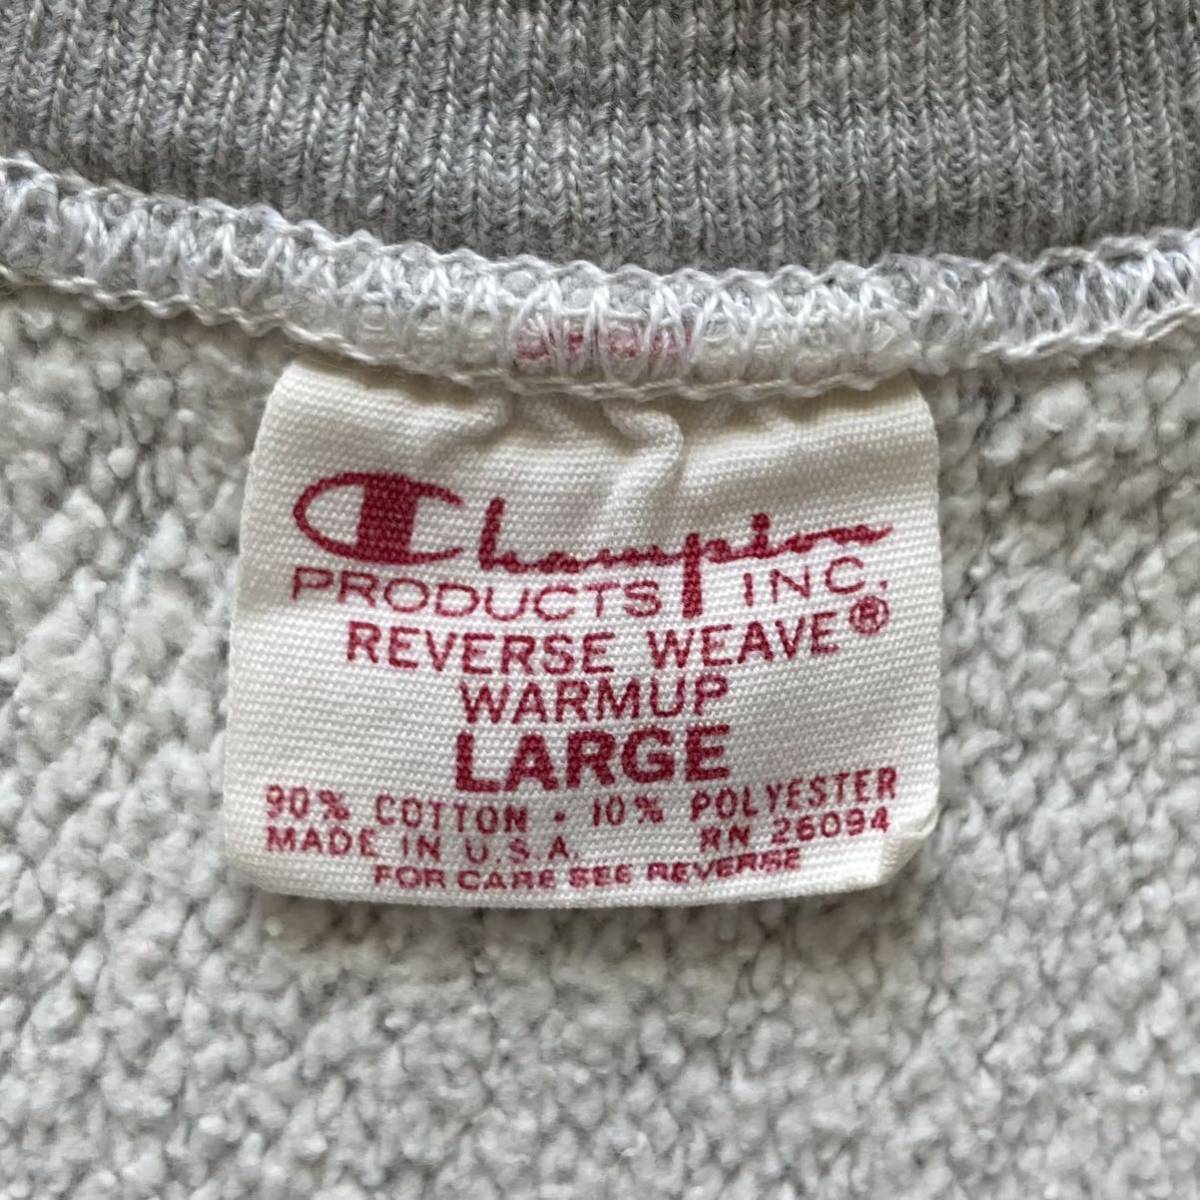 Champion
PRODUCTS INC.
REVERSE WEAVE®
WARMUP
LARGE
90% COTTON · 10% POLYESTER
MADE IN U.S.A. RN 26094
FOR CARE SEE REVERSE